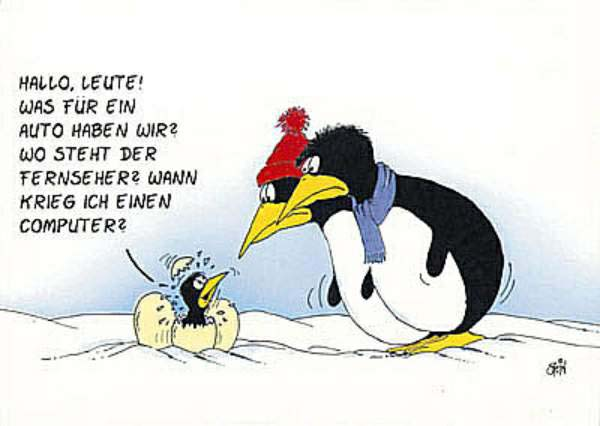 HALLO, LEUTE!
WAS FÜR EIN
AUTO HABEN WIR?
WO STEHT DER
FERNSEHER? WANN
KRIEG ICH EINEN
COMPUTER?